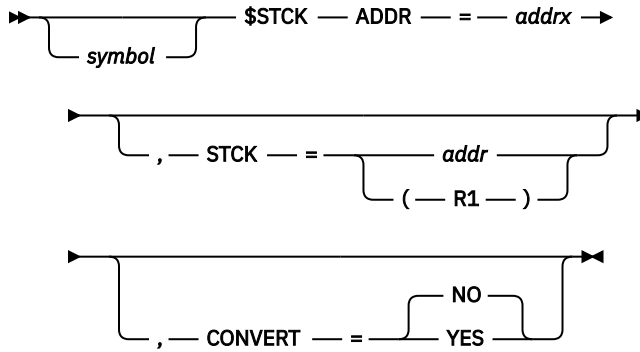 $STCK ADDR = addrx
symbol
, STCK = addr
( R1 )
NO
, CONVERT = YES